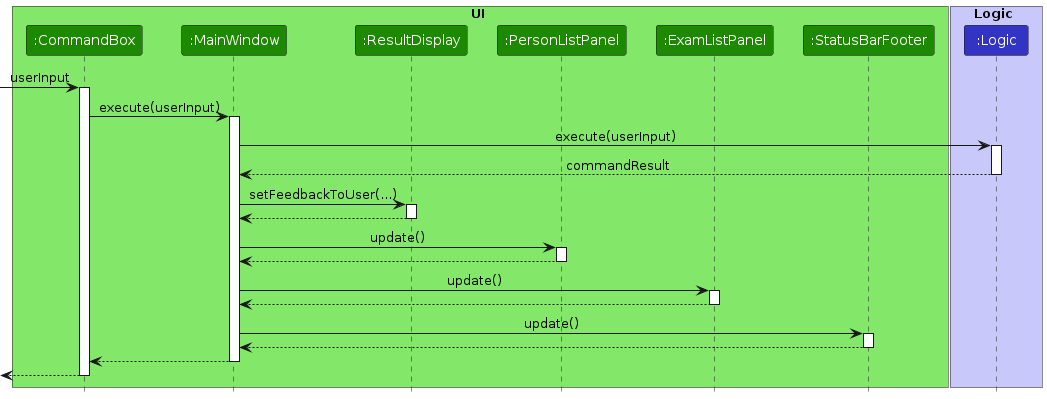 UI
Logic
:CommandBox
:MainWindow
:ResultDisplay
:PersonListPanel
:ExamListPanel
:StatusBarFooter
:Logic
userInput
execute(userInput)
execute(userInput)
commandResult
setFeedbackToUser(...)
update()
update()
update()